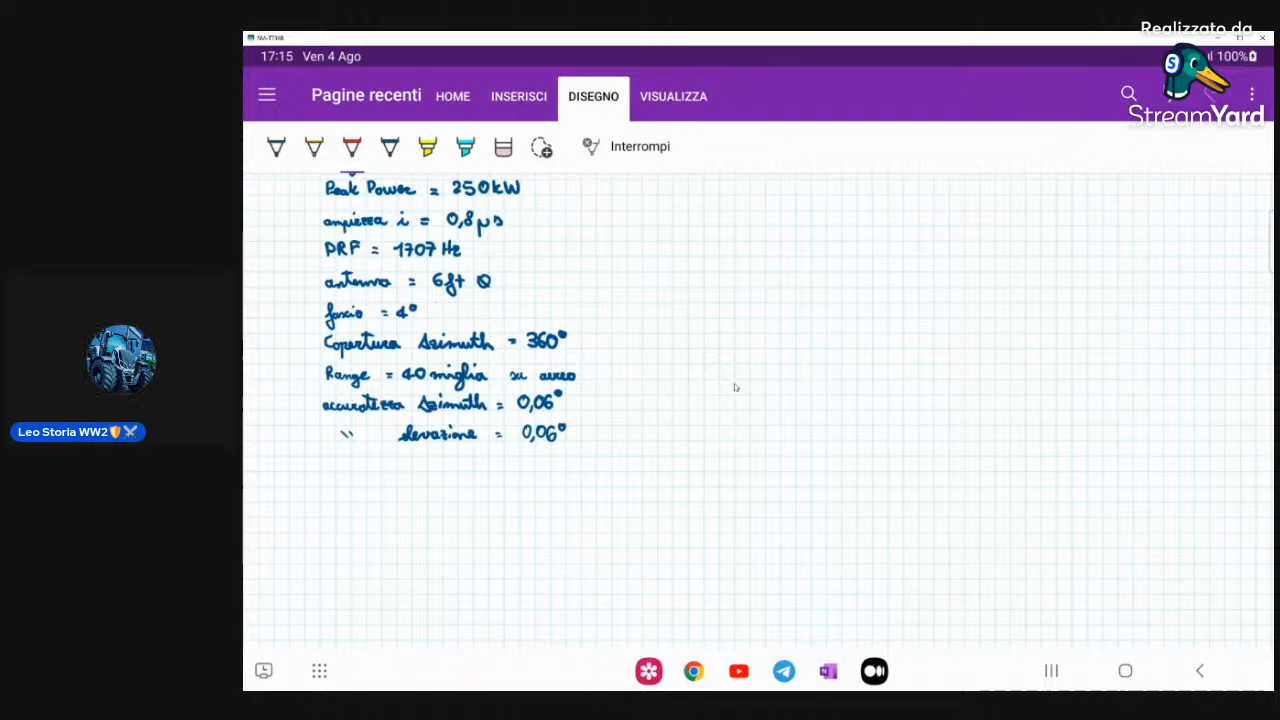 Realizzato da
StreamYard
SM-T736B
17:15 Ven 4 Ago
100%
Pagine recenti HOME INSERISCI DISEGNO VISUALIZZA
Interrompi
Peak Power = 250kW
ampiezza i = 0,8μs
PRF = 1707 Hz
antenna = 6ft Ø
fascio = 4°
Copertura Azimuth = 360°
Range = 40 miglia su aereo
accuratezza Azimuth = 0,06°
" elevazione = 0,06°
Leo Storia WW2🛡️⚔️